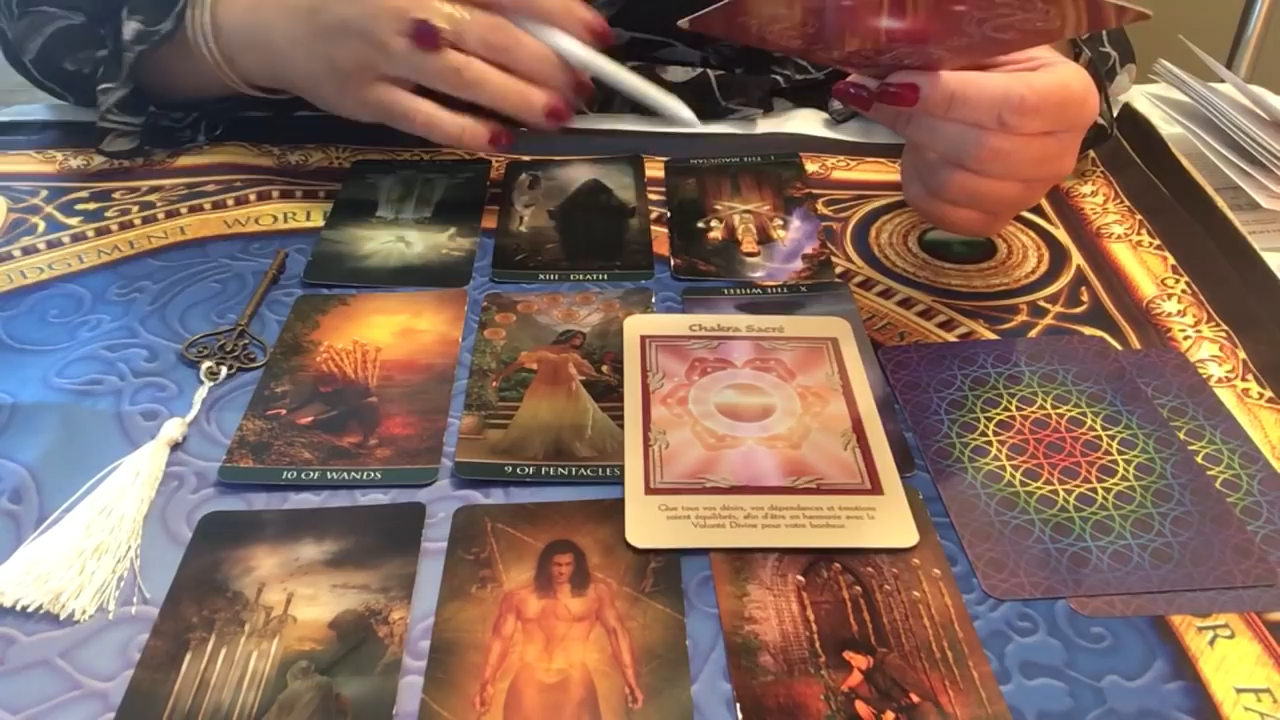 I · THE MAGICIAN
JUDGEMENT WORL
XIII · DEATH
X · THE WHEEL
Chakra Sacré
10 OF WANDS
9 OF PENTACLES
Que tous vos désirs, vos dépendances et émotions
soient équilibrés, afin d'être en harmonie avec la
Volonté Divine pour votre bonheur.